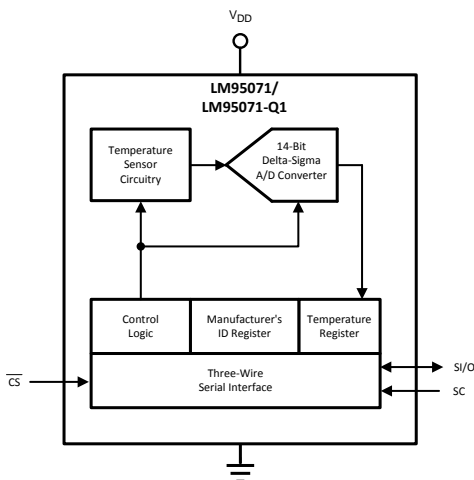 VDD
LM95071/
LM95071-Q1
Temperature
Sensor
Circuitry
14-Bit
Delta-Sigma
A/D Converter
Control
Logic
Manufacturer's
ID Register
Temperature
Register
Three-Wire
Serial Interface
CS
SI/O
SC